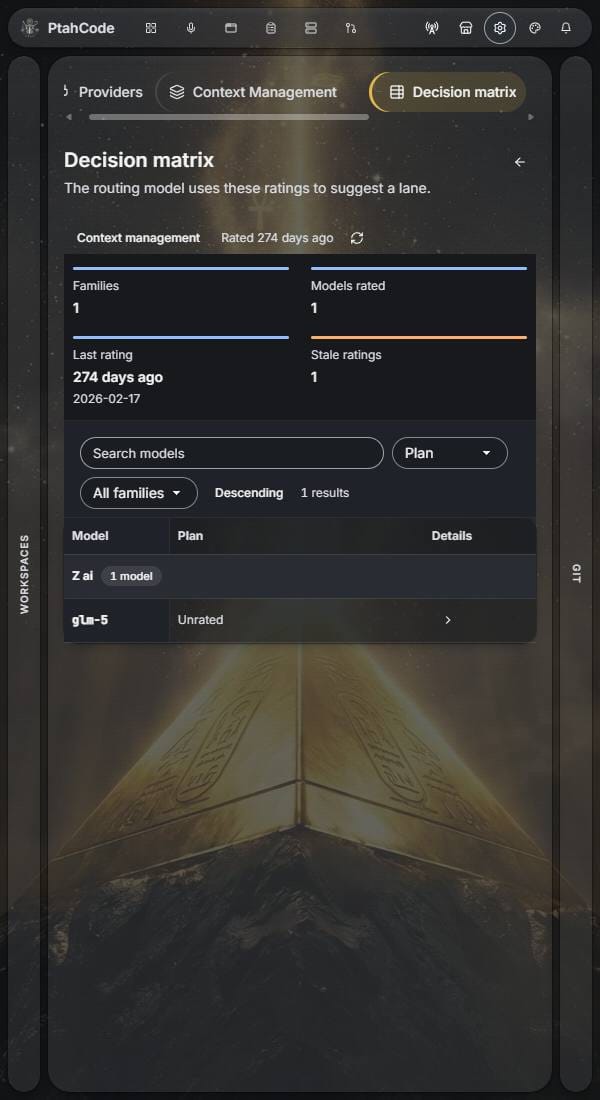 PtahCode
Providers
Context Management
Decision matrix
Decision matrix
The routing model uses these ratings to suggest a lane.
Context management
Rated 274 days ago
Families
1
Models rated
1
Last rating
274 days ago
2026-02-17
Stale ratings
1
Search models
Plan
All families
Descending
1 results
Model
Plan
Details
Z ai
1 model
glm-5
Unrated
WORKSPACES
GIT